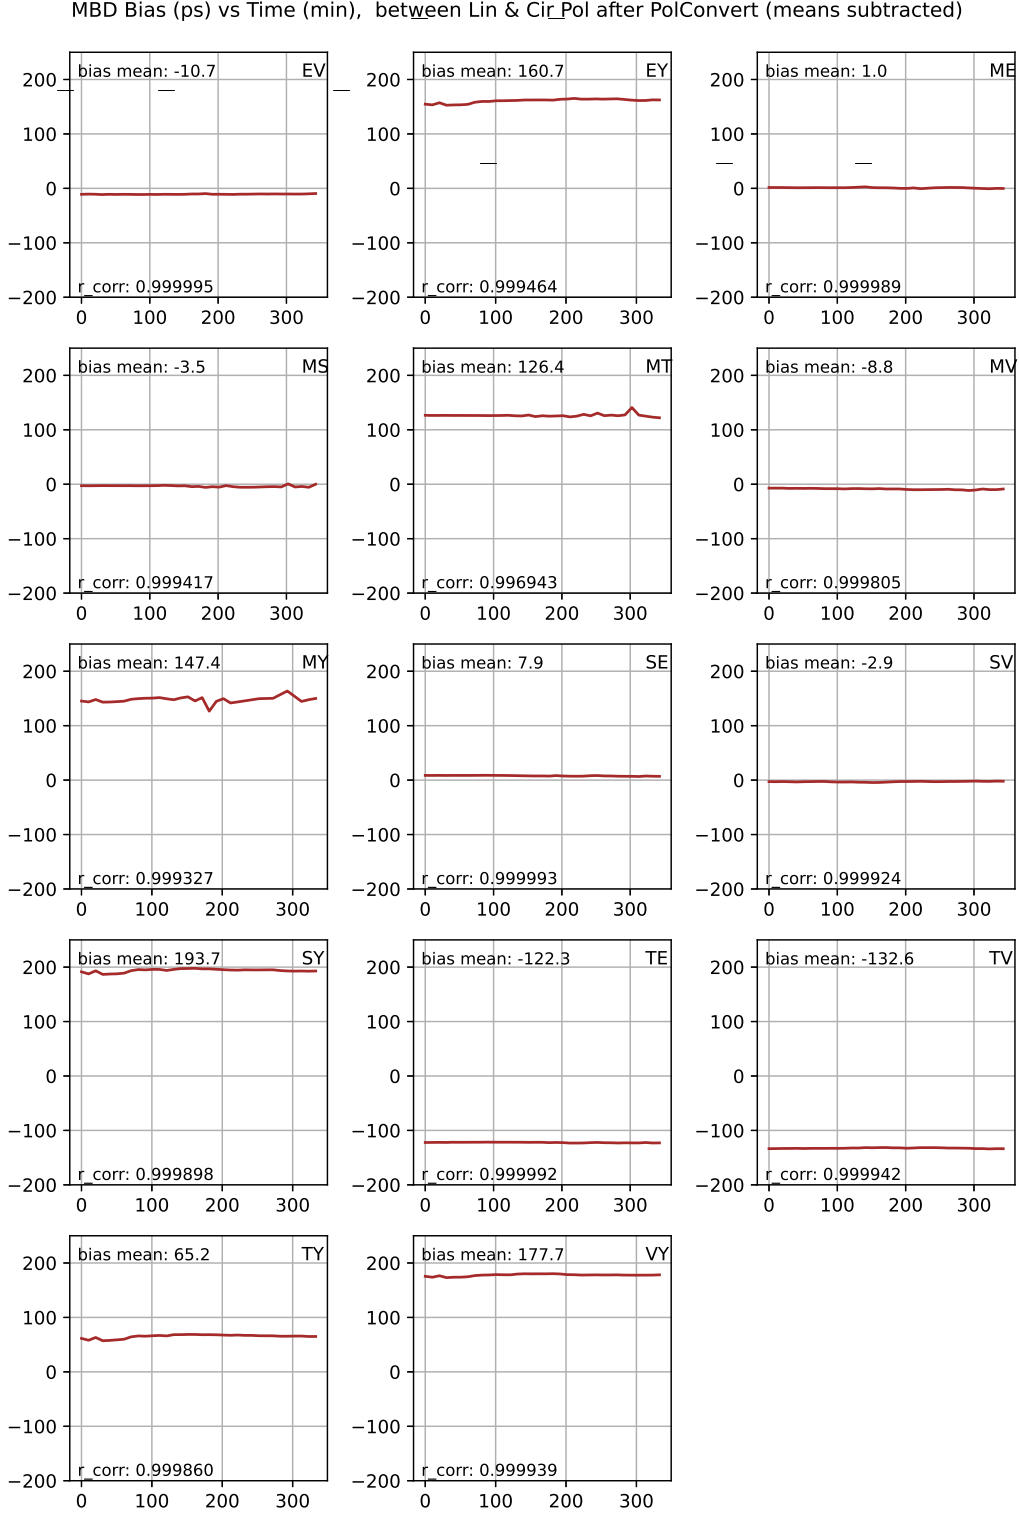 MBD Bias (ps) vs Time (min),  between Lin & Cir Pol after PolConvert (means subtracted)
bias mean: -10.7 EV
200
100
0
−100
−200
r_corr: 0.999995
0 100 200 300
bias mean: 160.7 EY
200
100
0
−100
−200
r_corr: 0.999464
0 100 200 300
bias mean: 1.0 ME
200
100
0
−100
−200
r_corr: 0.999989
0 100 200 300
bias mean: -3.5 MS
200
100
0
−100
−200
r_corr: 0.999417
0 100 200 300
bias mean: 126.4 MT
200
100
0
−100
−200
r_corr: 0.996943
0 100 200 300
bias mean: -8.8 MV
200
100
0
−100
−200
r_corr: 0.999805
0 100 200 300
bias mean: 147.4 MY
200
100
0
−100
−200
r_corr: 0.999327
0 100 200 300
bias mean: 7.9 SE
200
100
0
−100
−200
r_corr: 0.999993
0 100 200 300
bias mean: -2.9 SV
200
100
0
−100
−200
r_corr: 0.999924
0 100 200 300
bias mean: 193.7 SY
200
100
0
−100
−200
r_corr: 0.999898
0 100 200 300
bias mean: -122.3 TE
200
100
0
−100
−200
r_corr: 0.999992
0 100 200 300
bias mean: -132.6 TV
200
100
0
−100
−200
r_corr: 0.999942
0 100 200 300
bias mean: 65.2 TY
200
100
0
−100
−200
r_corr: 0.999860
0 100 200 300
bias mean: 177.7 VY
200
100
0
−100
−200
r_corr: 0.999939
0 100 200 300